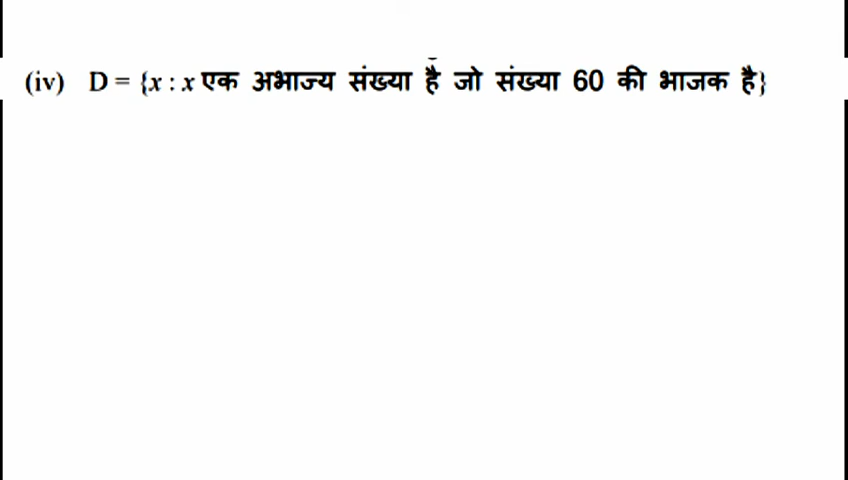 (iv) D = {x : x एक अभाज्य संख्या है जो संख्या 60 की भाजक है}